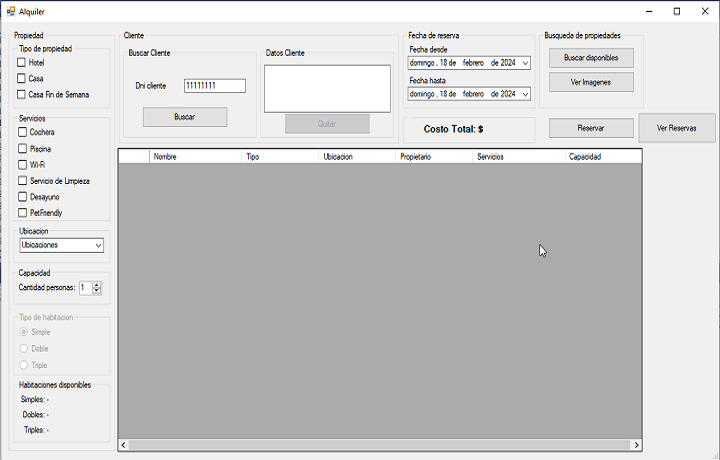 Alquiler
Propiedad
Tipo de propiedad
Hotel
Casa
Casa Fin de Semana
Servicios
Cochera
Piscina
Wi-Fi
Servicio de Limpieza
Desayuno
PetFriendly
Ubicacion
Ubicaciones
Capacidad
Cantidad personas: 1
Tipo de habitacion
Simple
Doble
Triple
Habitaciones disponibles
Simples: -
Dobles: -
Triples: -
Cliente
Buscar Cliente
Dni cliente 11111111
Buscar
Datos Cliente
Quitar
Fecha de reserva
Fecha desde
domingo , 18 de febrero de 2024
Fecha hasta
domingo , 18 de febrero de 2024
Costo Total: $
Busqueda de propiedades
Buscar disponibles
Ver Imagenes
Reservar
Ver Reservas
Nombre Tipo Ubicacion Propietario Servicios Capacidad